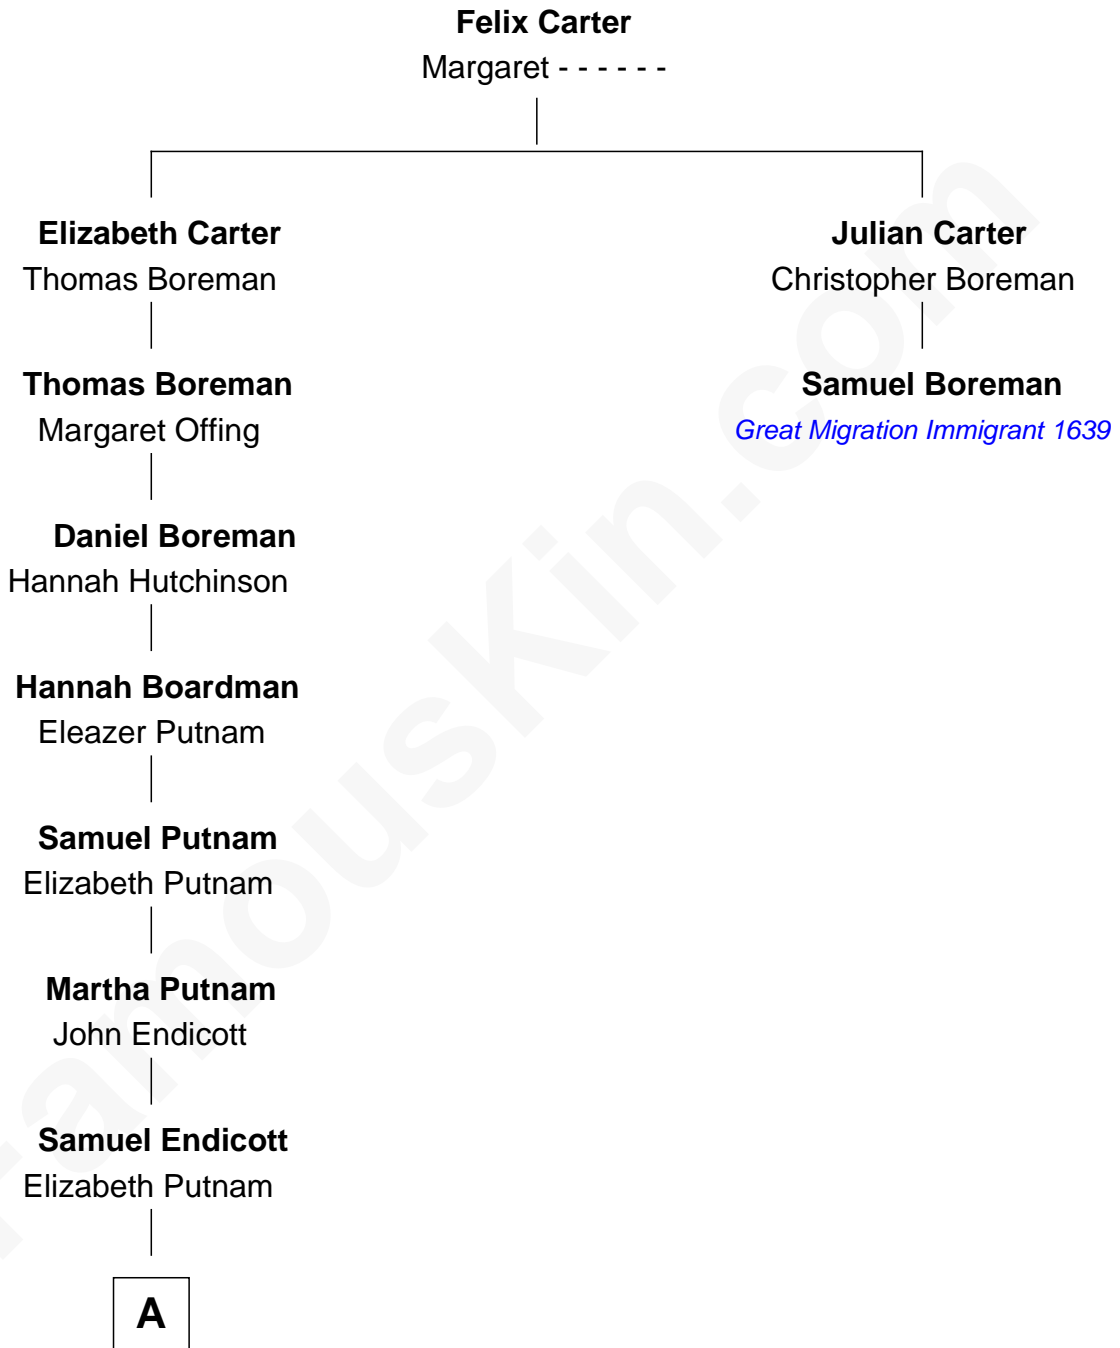 Felix Carter
Margaret - - - - - -
Elizabeth Carter
Thomas Boreman
Julian Carter
Christopher Boreman
Thomas Boreman
Margaret Offing
Samuel Boreman
Great Migration Immigrant 1639
Daniel Boreman
Hannah Hutchinson
Hannah Boardman
Eleazer Putnam
Samuel Putnam
Elizabeth Putnam
Martha Putnam
John Endicott
Samuel Endicott
Elizabeth Putnam
A
FamousKin.com